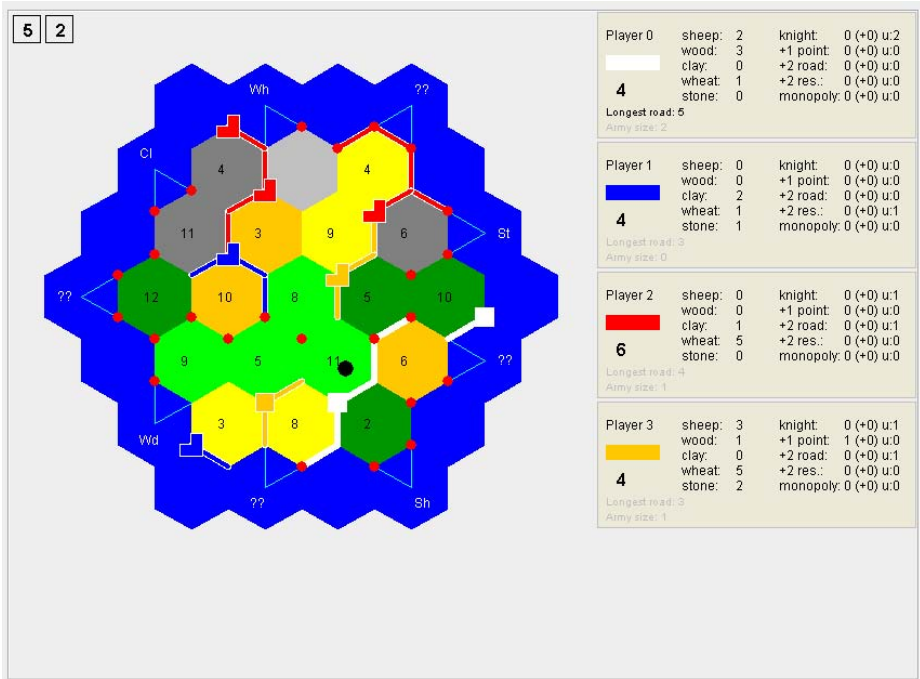 5 2
Wh ??
4 4
Cl
11 3 9 6 St
?? 12 10 8 5 10
9 5 11 6 ??
3 8 2
Wd
?? Sh
Player 0 sheep: 2 knight: 0 (+0) u:2
wood: 3 +1 point: 0 (+0) u:0
clay: 0 +2 road: 0 (+0) u:0
4 wheat: 1 +2 res.: 0 (+0) u:0
stone: 0 monopoly: 0 (+0) u:0
Longest road: 5
Army size: 2
Player 1 sheep: 0 knight: 0 (+0) u:0
wood: 0 +1 point: 0 (+0) u:0
clay: 2 +2 road: 0 (+0) u:0
4 wheat: 1 +2 res.: 0 (+0) u:1
stone: 1 monopoly: 0 (+0) u:0
Longest road: 3
Army size: 0
Player 2 sheep: 0 knight: 0 (+0) u:1
wood: 0 +1 point: 0 (+0) u:0
clay: 1 +2 road: 0 (+0) u:1
6 wheat: 5 +2 res.: 0 (+0) u:0
stone: 0 monopoly: 0 (+0) u:0
Longest road: 4
Army size: 1
Player 3 sheep: 3 knight: 0 (+0) u:1
wood: 1 +1 point: 1 (+0) u:0
clay: 0 +2 road: 0 (+0) u:1
4 wheat: 5 +2 res.: 0 (+0) u:0
stone: 2 monopoly: 0 (+0) u:0
Longest road: 3
Army size: 1